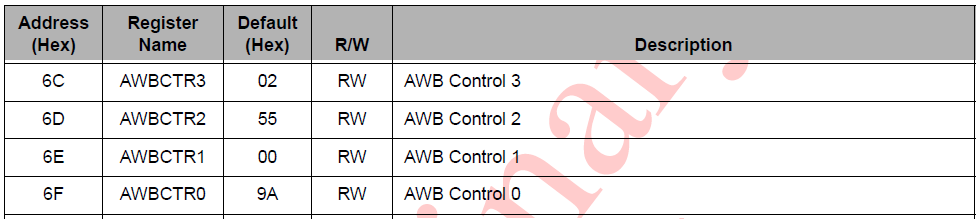 Address (Hex) Register Name Default (Hex) R/W Description
6C AWBCTR3 02 RW AWB Control 3
6D AWBCTR2 55 RW AWB Control 2
6E AWBCTR1 00 RW AWB Control 1
6F AWBCTR0 9A RW AWB Control 0